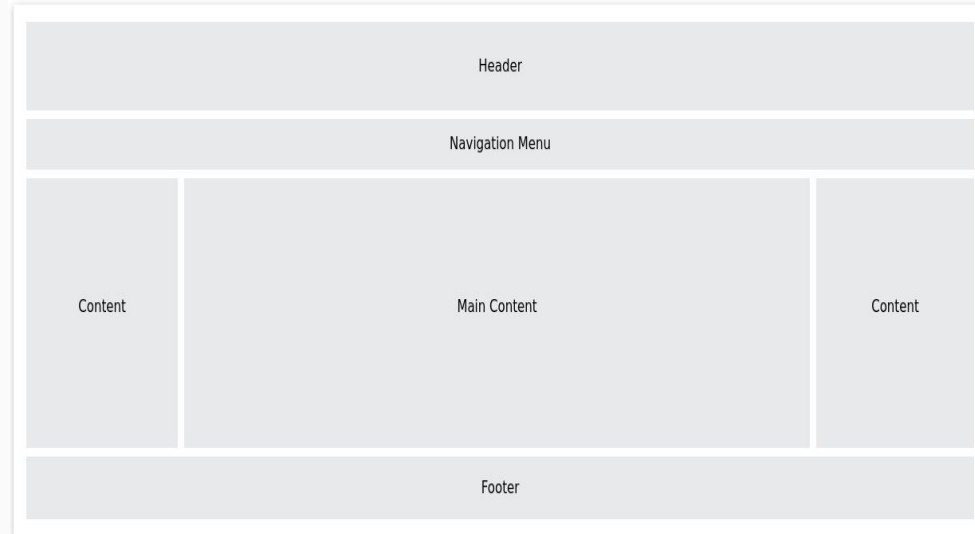 Header
Navigation Menu
Content
Main Content
Content
Footer